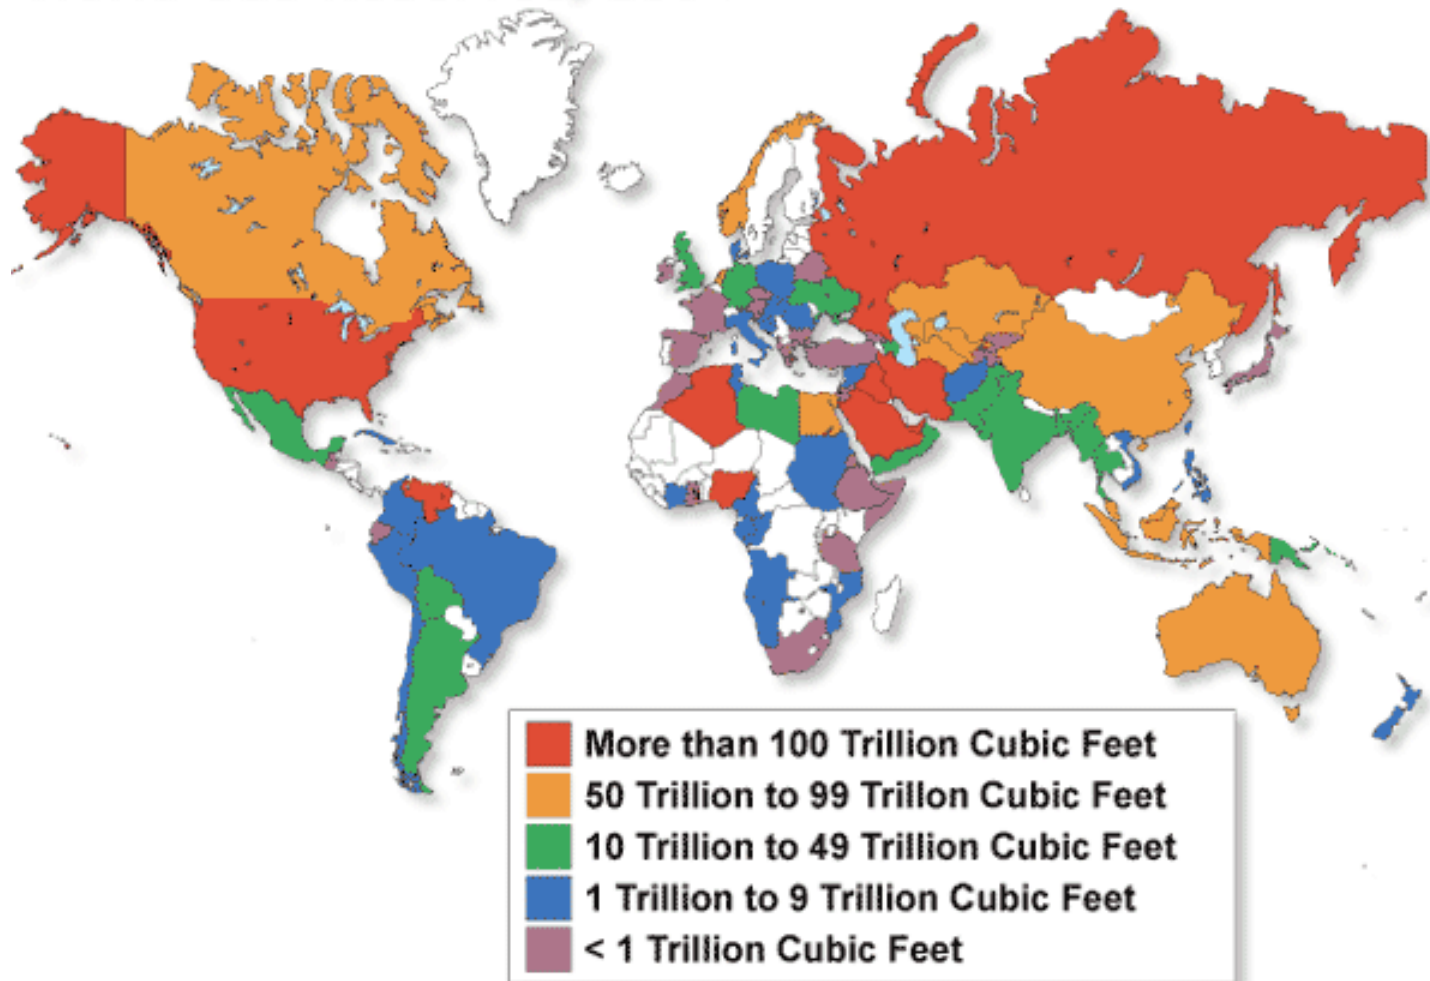 More than 100 Trillion Cubic Feet
50 Trillion to 99 Trillon Cubic Feet
10 Trillion to 49 Trillion Cubic Feet
1 Trillion to 9 Trillion Cubic Feet
< 1 Trillion Cubic Feet